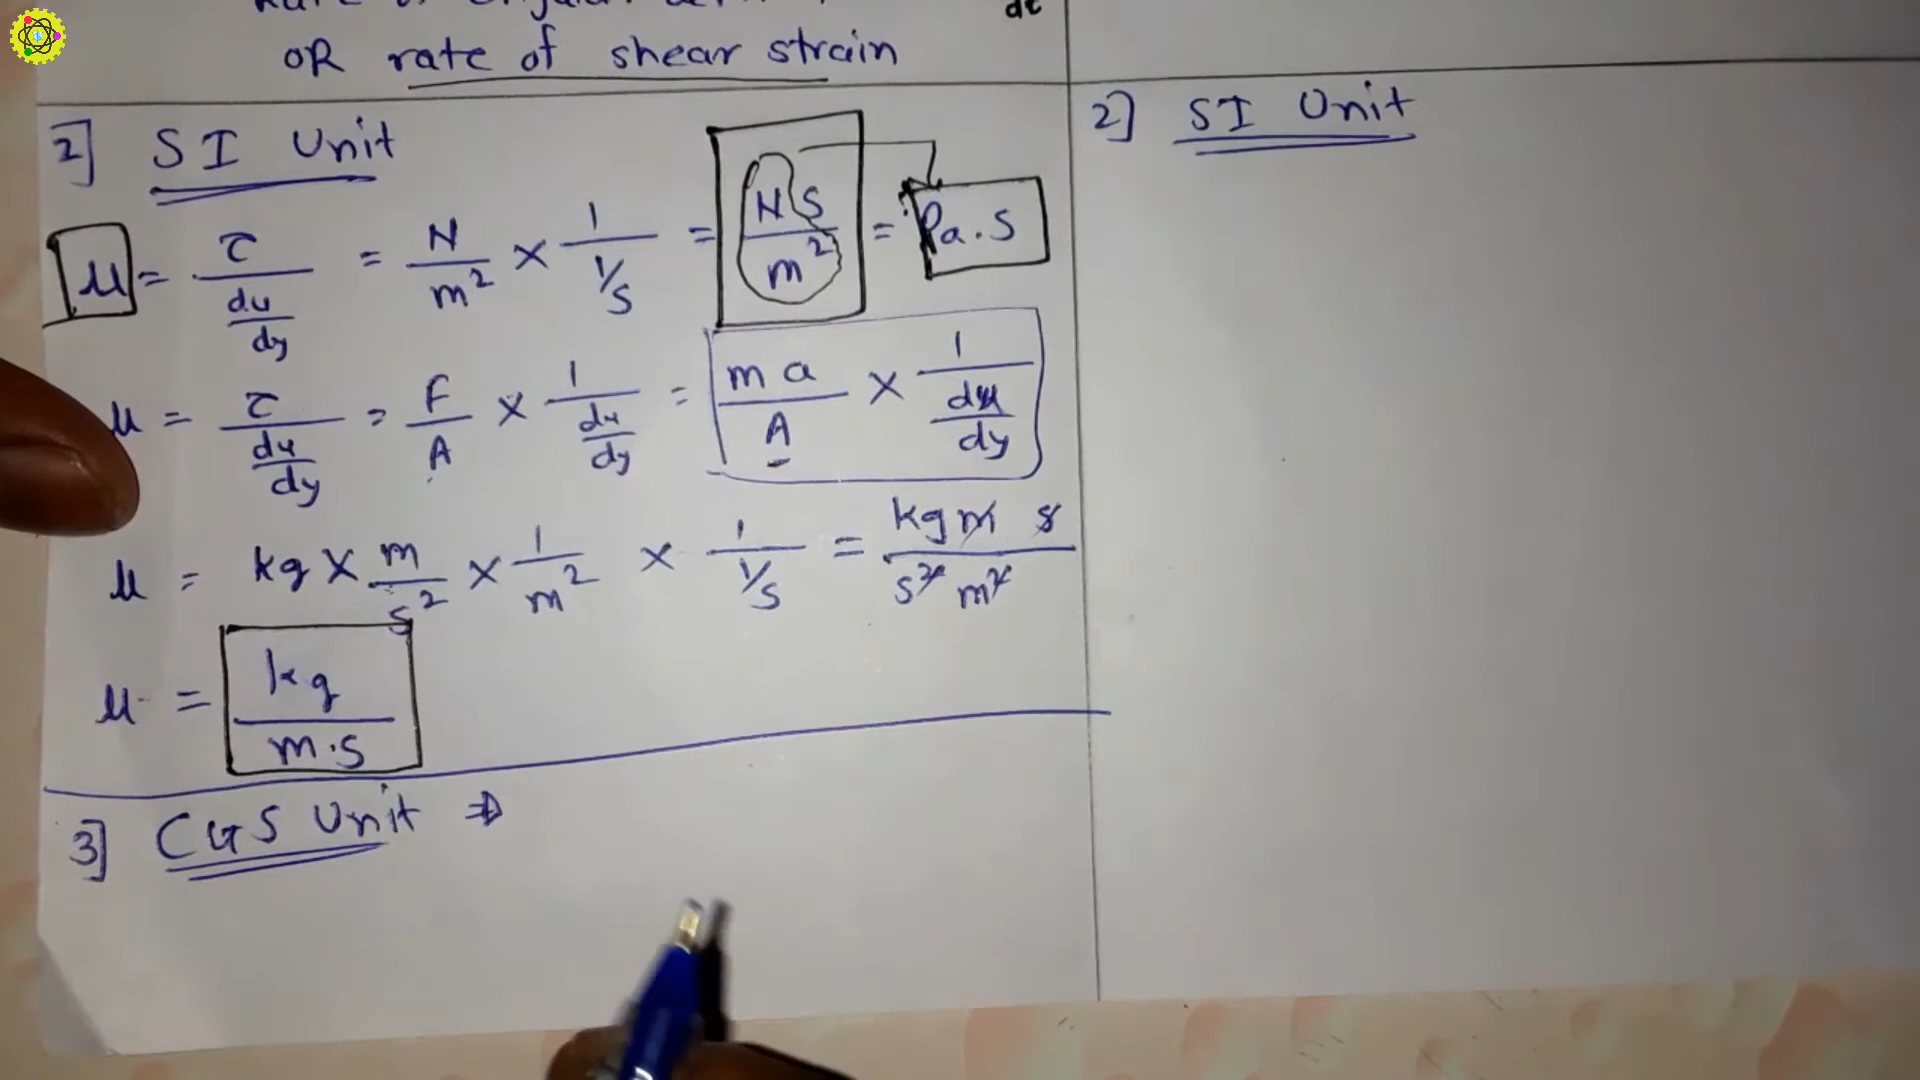 OR rate of shear strain
2] SI Unit
μ = τ / (du/dy) = N/m² × 1/(1/s) = NS/m² = Pa.S
μ = τ / (du/dy) = F/A × 1/(du/dy) = ma/A × 1/(du/dy)
μ = kg × m/s² × 1/m² × 1/(1/s) = kg m s / s² m²
μ = kg / m.s
3] CGS Unit ⇒
2] SI Unit